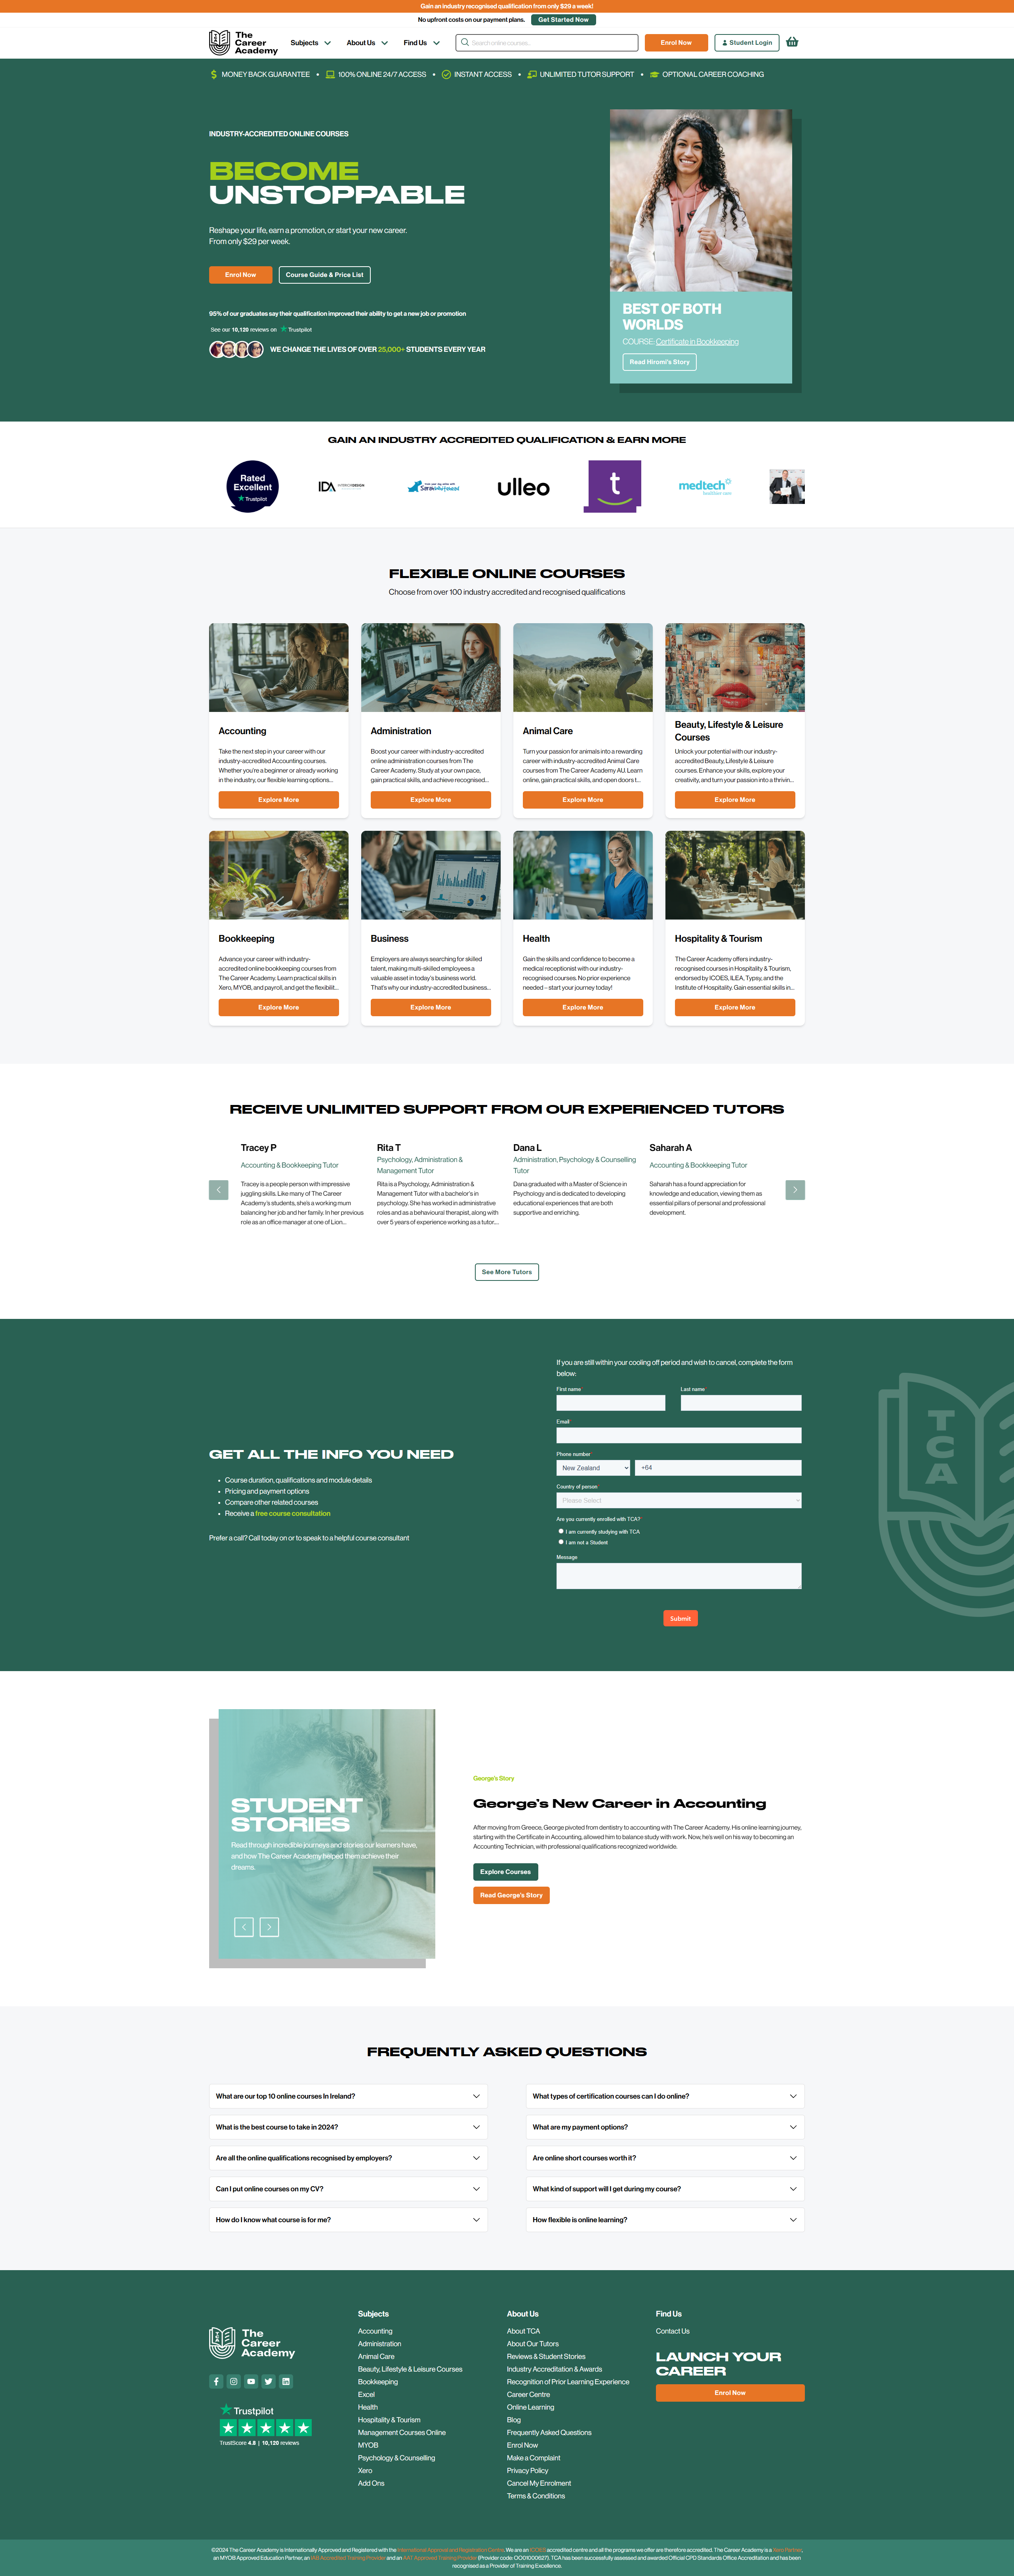 Gain an industry recognised qualification from only $29 a week!
No upfront costs on our payment plans. Get Started Now
The Career Academy
Subjects About Us Find Us Search online courses... Enrol Now Student Login
MONEY BACK GUARANTEE • 100% ONLINE 24/7 ACCESS • INSTANT ACCESS • UNLIMITED TUTOR SUPPORT • OPTIONAL CAREER COACHING
INDUSTRY-ACCREDITED ONLINE COURSES
BECOME
UNSTOPPABLE
Reshape your life, earn a promotion, or start your new career.
From only $29 per week.
Enrol Now Course Guide & Price List
95% of our graduates say their qualification improved their ability to get a new job or promotion
See our 10,120 reviews on Trustpilot
WE CHANGE THE LIVES OF OVER 25,000+ STUDENTS EVERY YEAR
BEST OF BOTH
WORLDS
COURSE: Certificate in Bookkeeping
Read Hiromi's Story
GAIN AN INDUSTRY ACCREDITED QUALIFICATION & EARN MORE
Rated
Excellent
Trustpilot
IDA
ulleo
t
medtech
FLEXIBLE ONLINE COURSES
Choose from over 100 industry accredited and recognised qualifications
Accounting
Take the next step in your career with our
industry-accredited Accounting courses.
Whether you're a beginner or already working
in the industry, our flexible learning options...
Explore More
Administration
Boost your career with industry-accredited
online administration courses from The
Career Academy. Study at your own pace,
gain practical skills, and achieve recognised...
Explore More
Animal Care
Turn your passion for animals into a rewarding
career with industry-accredited Animal Care
courses from The Career Academy AU. Learn
online, gain practical skills, and open doors t...
Explore More
Beauty, Lifestyle & Leisure
Courses
Unlock your potential with our industry-
accredited Beauty, Lifestyle & Leisure
courses. Enhance your skills, explore your
creativity, and turn your passion into a thrivin...
Explore More
Bookkeeping
Advance your career with industry-
accredited online bookkeeping courses from
The Career Academy. Learn practical skills in
Xero, MYOB, and payroll, and get the flexibilit...
Explore More
Business
Employers are always searching for skilled
talent, making multi-skilled employees a
valuable asset in today's business world.
That's why our industry-accredited business...
Explore More
Health
Gain the skills and confidence to become a
medical receptionist with our industry-
recognised courses. No prior experience
needed – start your journey today!
Explore More
Hospitality & Tourism
The Career Academy offers industry-
recognised courses in Hospitality & Tourism,
endorsed by ICOES, ILEA, Typsy, and the
Institute of Hospitality. Gain essential skills in...
Explore More
RECEIVE UNLIMITED SUPPORT FROM OUR EXPERIENCED TUTORS
Tracey P
Accounting & Bookkeeping Tutor
Tracey is a people person with impressive
juggling skills. Like many of The Career
Academy's students, she's a working mum
balancing her job and her family. In her previous
role as an office manager at one of Lion...
Rita T
Psychology, Administration &
Management Tutor
Rita is a Psychology, Administration &
Management Tutor with a bachelor's in
psychology. She has worked in administrative
roles and as a behavioural therapist, along with
over 5 years of experience working as a tutor....
Dana L
Administration, Psychology & Counselling
Tutor
Dana graduated with a Master of Science in
Psychology and is dedicated to developing
educational experiences that are both
supportive and enriching.
Saharah A
Accounting & Bookkeeping Tutor
Saharah has a found appreciation for
knowledge and education, viewing them as
essential pillars of personal and professional
development.
See More Tutors
GET ALL THE INFO YOU NEED
• Course duration, qualifications and module details
• Pricing and payment options
• Compare other related courses
• Receive a free course consultation
Prefer a call? Call today on or to speak to a helpful course consultant
If you are still within your cooling off period and wish to cancel, complete the form
below:
First name Last name
Email
Phone number
New Zealand +64
Country of person
Please Select
Are you currently enrolled with TCA?
I am currently studying with TCA
I am not a Student
Message
Submit
T
C
A
STUDENT
STORIES
Read through incredible journeys and stories our learners have,
and how The Career Academy helped them achieve their
dreams.
George's Story
George's New Career in Accounting
After moving from Greece, George pivoted from dentistry to accounting with The Career Academy. His online learning journey,
starting with the Certificate in Accounting, allowed him to balance study with work. Now, he's well on his way to becoming an
Accounting Technician, with professional qualifications recognized worldwide.
Explore Courses
Read George's Story
FREQUENTLY ASKED QUESTIONS
What are our top 10 online courses In Ireland? What types of certification courses can I do online?
What is the best course to take in 2024? What are my payment options?
Are all the online qualifications recognised by employers? Are online short courses worth it?
Can I put online courses on my CV? What kind of support will I get during my course?
How do I know what course is for me? How flexible is online learning?
The
Career
Academy
Trustpilot
TrustScore 4.8 | 10,120 reviews
Subjects
Accounting
Administration
Animal Care
Beauty, Lifestyle & Leisure Courses
Bookkeeping
Excel
Health
Hospitality & Tourism
Management Courses Online
MYOB
Psychology & Counselling
Xero
Add Ons
About Us
About TCA
About Our Tutors
Reviews & Student Stories
Industry Accreditation & Awards
Recognition of Prior Learning Experience
Career Centre
Online Learning
Blog
Frequently Asked Questions
Enrol Now
Make a Complaint
Privacy Policy
Cancel My Enrolment
Terms & Conditions
Find Us
Contact Us
LAUNCH YOUR
CAREER
Enrol Now
©2024 The Career Academy is Internationally Approved and Registered with the International Approval and Registration Centre. We are an ICOES accredited centre and all the programs we offer are therefore accredited. The Career Academy is a Xero Partner,
an MYOB Approved Education Partner, an IAB Accredited Training Provider and an AAT Approved Training Provider (Provider code: OC001000627). TCA has been successfully assessed and awarded Official CPD Standards Office Accreditation and has been
recognised as a Provider of Training Excellence.